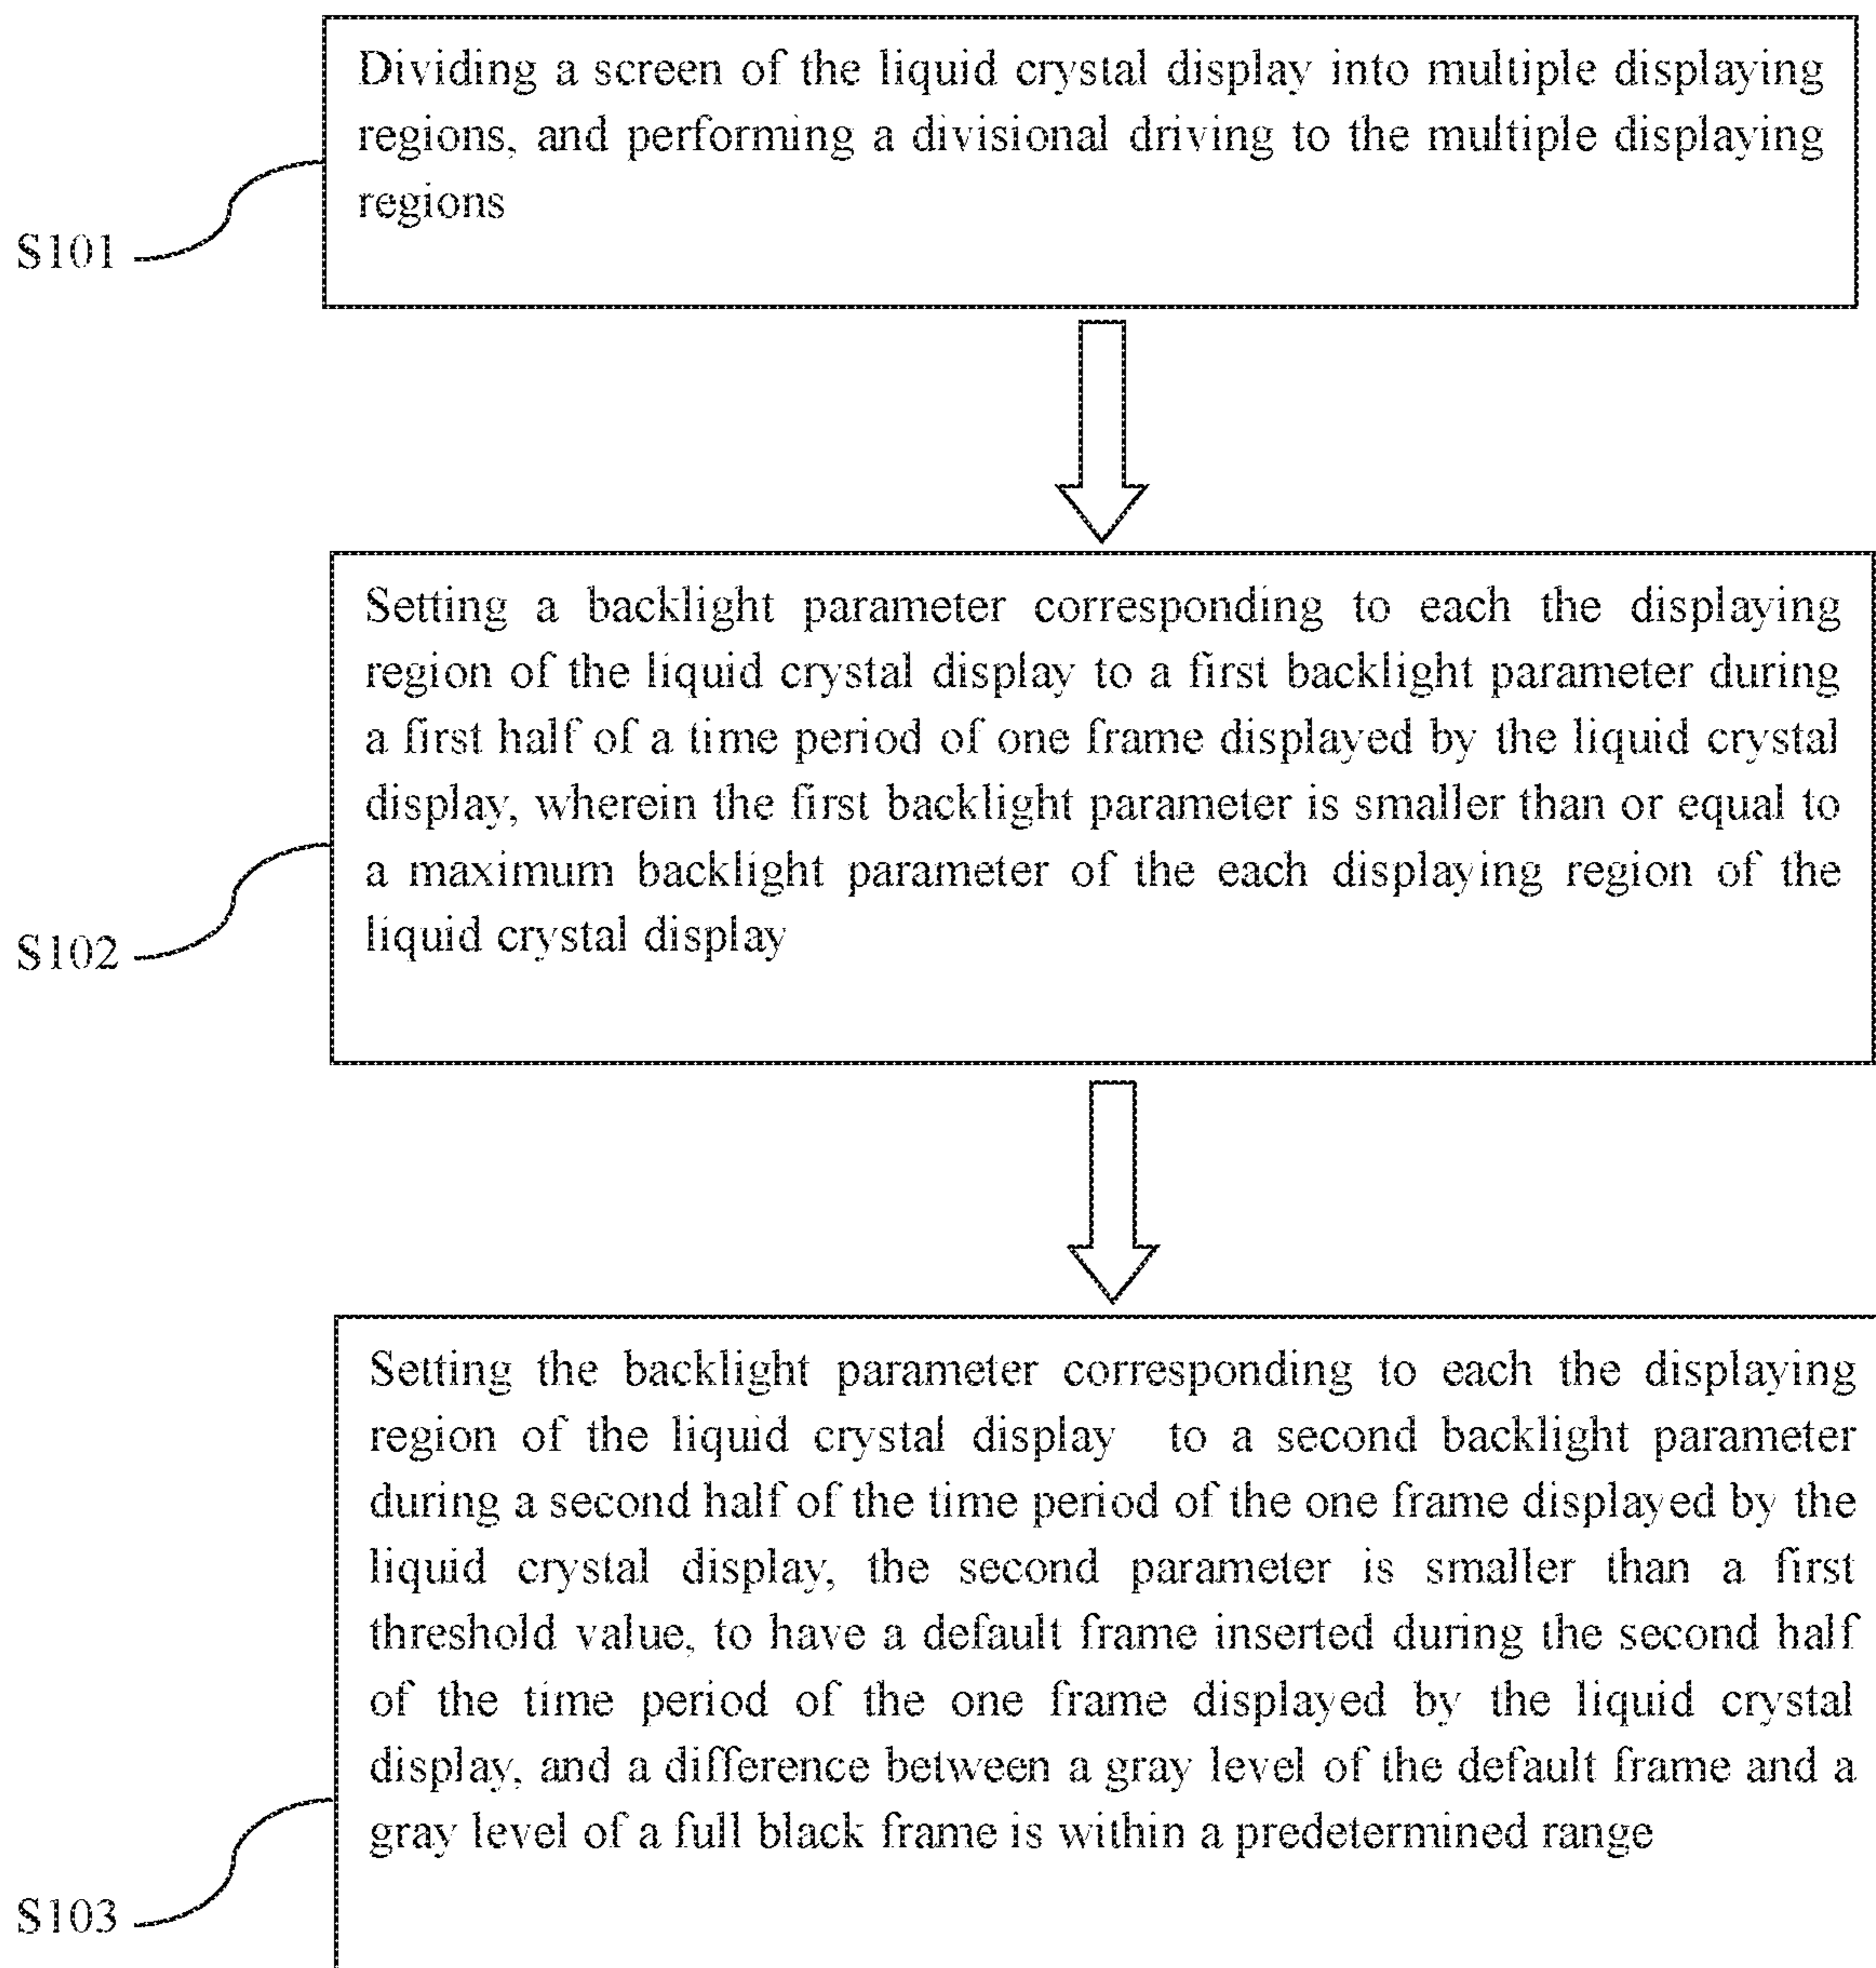 Dividing a screen of the liquid crystal display into multiple displaying
regions, and performing a divisional driving to the multiple displaying
regions
S101
Setting a backlight parameter corresponding to each the displaying
region of the liquid crystal display to a first backlight parameter during
a first half of a time period of one frame displayed by the liquid crystal
display, wherein the first backlight parameter is smaller than or equal to
a maximum backlight parameter of the each displaying region of the
liquid crystal display
S102
Setting the backlight parameter corresponding to each the displaying
region of the liquid crystal display to a second backlight parameter
during a second half of the time period of the one frame displayed by the
liquid crystal display, the second parameter is smaller than a first
threshold value, to have a default frame inserted during the second half
of the time period of the one frame displayed by the liquid crystal
display, and a difference between a gray level of the default frame and a
gray level of a full black frame is within a predetermined range
S103